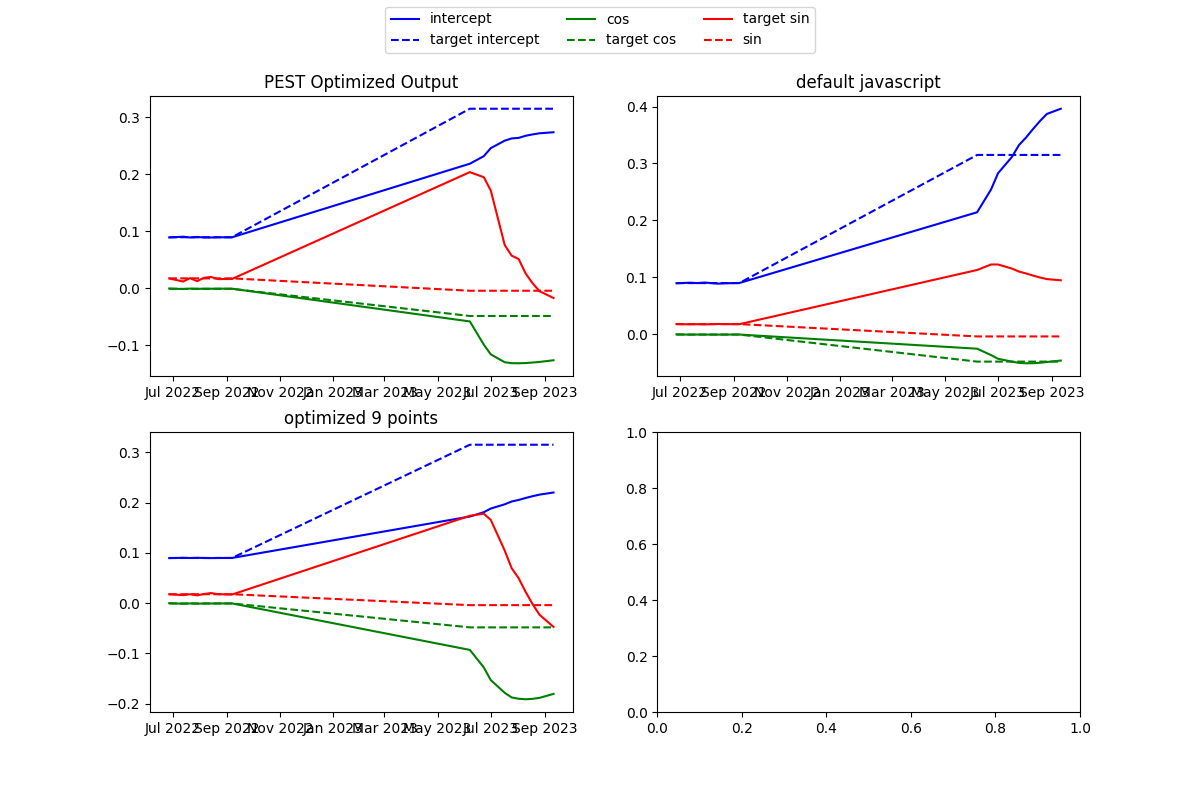 intercept cos target sin
target intercept target cos sin
PEST Optimized Output
0.3
0.2
0.1
0.0
−0.1
Jul 2022 Sep 2022 Nov 2022 Jan 2023 Mar 2023 May 2023 Jul 2023 Sep 2023
default javascript
0.4
0.3
0.2
0.1
0.0
Jul 2022 Sep 2022 Nov 2022 Jan 2023 Mar 2023 May 2023 Jul 2023 Sep 2023
optimized 9 points
0.3
0.2
0.1
0.0
−0.1
−0.2
Jul 2022 Sep 2022 Nov 2022 Jan 2023 Mar 2023 May 2023 Jul 2023 Sep 2023
1.0
0.8
0.6
0.4
0.2
0.0
0.0 0.2 0.4 0.6 0.8 1.0